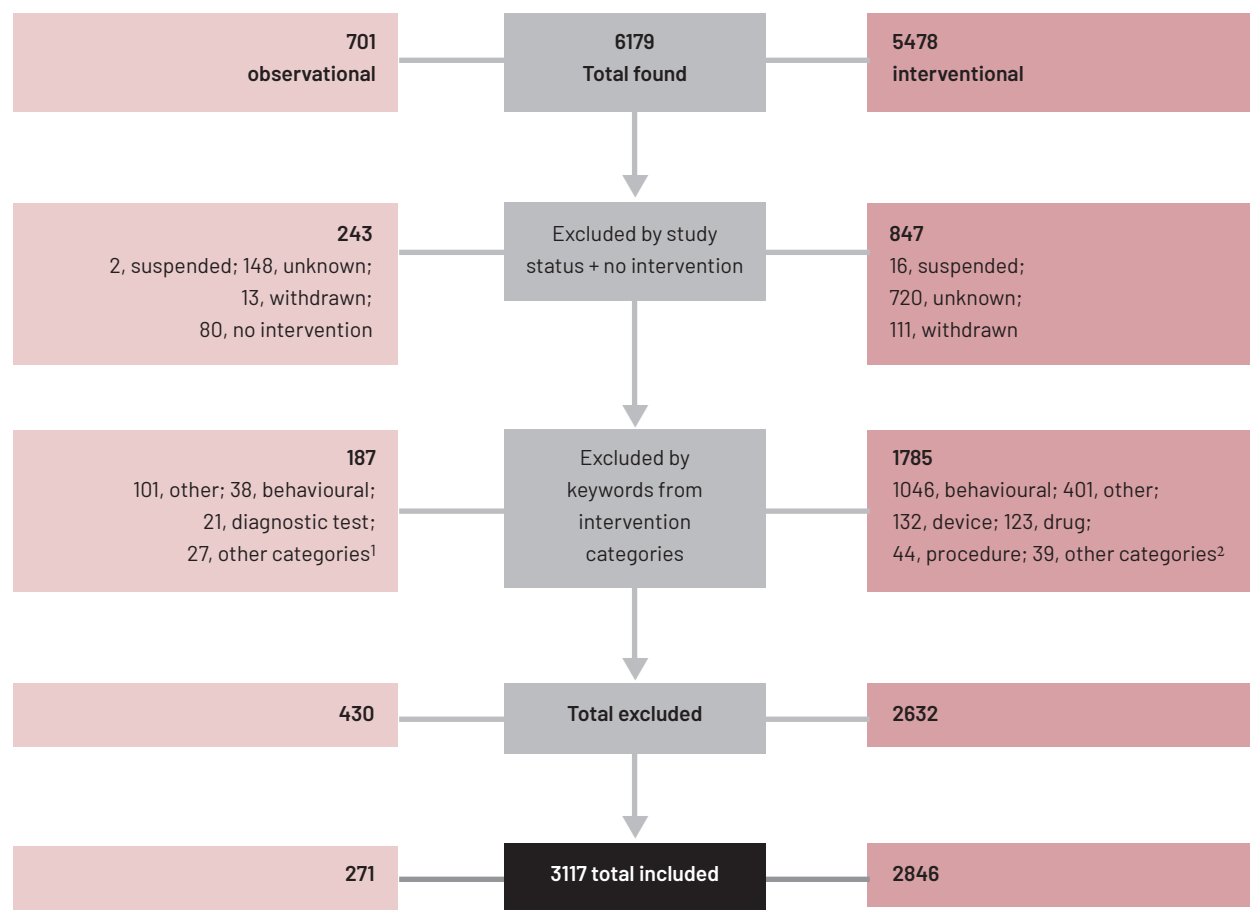 701
observational
6179
Total found
5478
interventional
243
2, suspended; 148, unknown;
13, withdrawn;
80, no intervention
Excluded by study
status + no intervention
847
16, suspended;
720, unknown;
111, withdrawn
187
101, other; 38, behavioural;
21, diagnostic test;
27, other categories¹
Excluded by
keywords from
intervention
categories
1785
1046, behavioural; 401, other;
132, device; 123, drug;
44, procedure; 39, other categories²
430
Total excluded
2632
271
3117 total included
2846